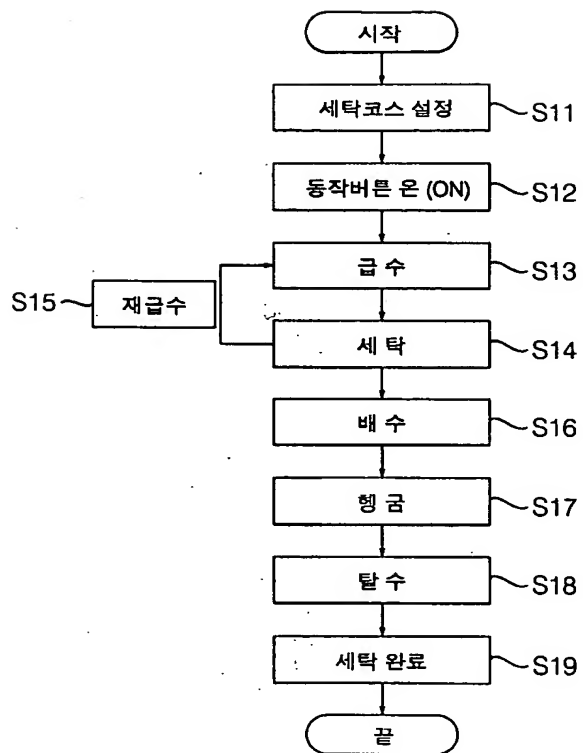 시작
세탁코스 설정
S11
동작버튼 온 (ON)
S12
급 수
S13
S15
재급수
세 탁
S14
배 수
S16
헹 굼
S17
탈 수
S18
세탁 완료
S19
끝